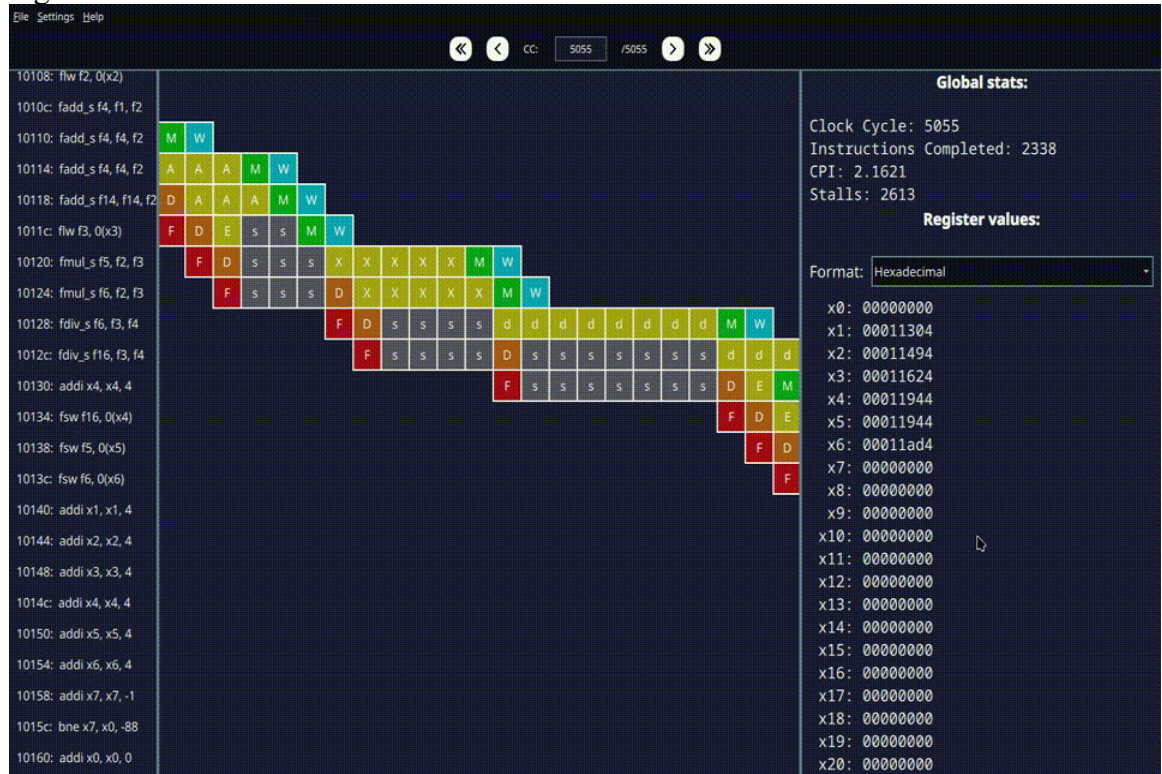 File Settings Help
CC: 5055 /5055
10108: flw f2, 0(x2)
1010c: fadd_s f4, f1, f2
10110: fadd_s f4, f4, f2 M W
10114: fadd_s f4, f4, f2 A A A M W
10118: fadd_s f14, f14, f2 D A A A M W
1011c: flw f3, 0(x3) F D E s s M W
10120: fmul_s f5, f2, f3 F D s s s X X X X X M W
10124: fmul_s f6, f2, f3 F s s s D X X X X X M W
10128: fdiv_s f6, f3, f4 F D s s s s d d d d d d d d M W
1012c: fdiv_s f16, f3, f4 F s s s s D s s s s s s s d d d
10130: addi x4, x4, 4 F s s s s s s s D E M
10134: fsw f16, 0(x4) F D E
10138: fsw f5, 0(x5) F D
1013c: fsw f6, 0(x6) F
10140: addi x1, x1, 4
10144: addi x2, x2, 4
10148: addi x3, x3, 4
1014c: addi x4, x4, 4
10150: addi x5, x5, 4
10154: addi x6, x6, 4
10158: addi x7, x7, -1
1015c: bne x7, x0, -88
10160: addi x0, x0, 0
Global stats:
Clock Cycle: 5055
Instructions Completed: 2338
CPI: 2.1621
Stalls: 2613
Register values:
Format: Hexadecimal
x0: 00000000
x1: 00011304
x2: 00011494
x3: 00011624
x4: 00011944
x5: 00011944
x6: 00011ad4
x7: 00000000
x8: 00000000
x9: 00000000
x10: 00000000
x11: 00000000
x12: 00000000
x13: 00000000
x14: 00000000
x15: 00000000
x16: 00000000
x17: 00000000
x18: 00000000
x19: 00000000
x20: 00000000